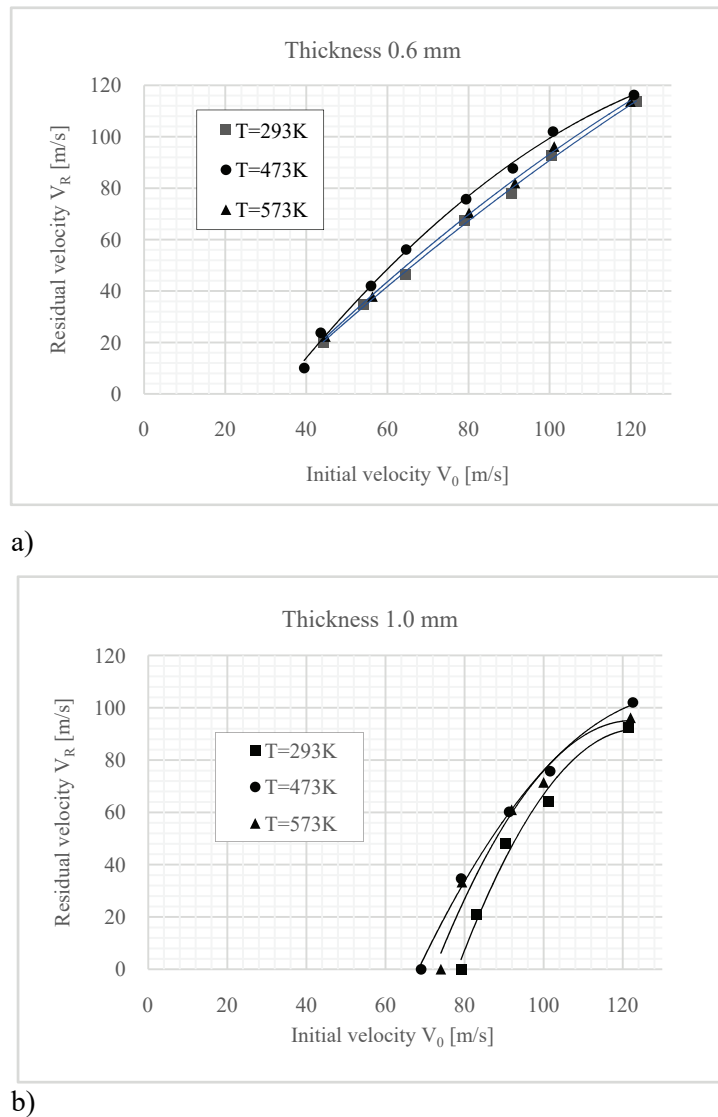 Thickness 0.6 mm
Residual velocity V_R [m/s]
120
100
80
60
40
20
0
T=293K
T=473K
T=573K
0 20 40 60 80 100 120
Initial velocity V_0 [m/s]
a)
Thickness 1.0 mm
Residual velocity V_R [m/s]
120
100
80
60
40
20
0
T=293K
T=473K
T=573K
0 20 40 60 80 100 120
Initial velocity V_0 [m/s]
b)